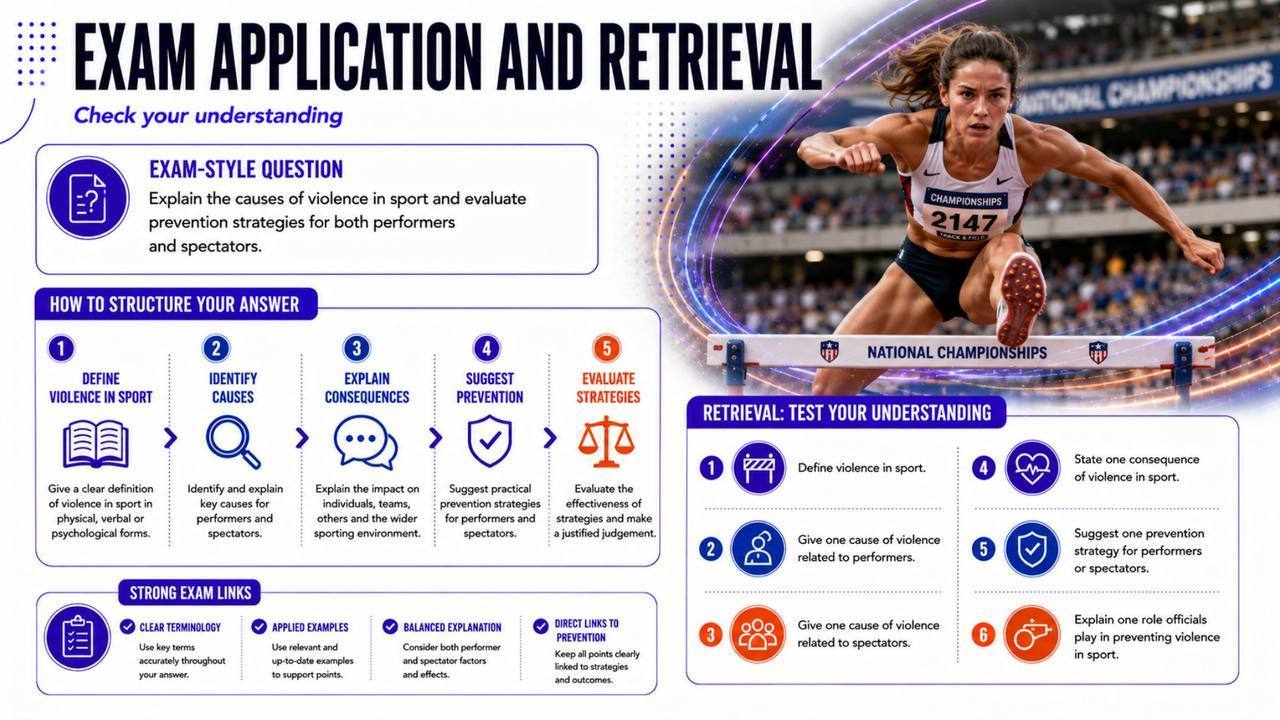 EXAM APPLICATION AND RETRIEVAL
Check your understanding
EXAM-STYLE QUESTION
Explain the causes of violence in sport and evaluate
prevention strategies for both performers
and spectators.
HOW TO STRUCTURE YOUR ANSWER
1
DEFINE
VIOLENCE IN SPORT
Give a clear definition
of violence in sport in
physical, verbal or
psychological forms.
2
IDENTIFY
CAUSES
Identify and explain
key causes for
performers and
spectators.
3
EXPLAIN
CONSEQUENCES
Explain the impact on
individuals, teams,
others and the wider
sporting environment.
4
SUGGEST
PREVENTION
Suggest practical
prevention strategies
for performers and
spectators.
5
EVALUATE
STRATEGIES
Evaluate the
effectiveness of
strategies and make
a justified judgement.
STRONG EXAM LINKS
CLEAR TERMINOLOGY
Use key terms
accurately throughout
your answer.
APPLIED EXAMPLES
Use relevant and
up-to-date examples
to support points.
BALANCED EXPLANATION
Consider both performer
and spectator factors
and effects.
DIRECT LINKS TO
PREVENTION
Keep all points clearly
linked to strategies
and outcomes.
NATIONAL CHAMPIONSHIPS
CHAMPIONSHIPS
2147
TRACK & FIELD
NATIONAL CHAMPIONSHIPS
RETRIEVAL: TEST YOUR UNDERSTANDING
1
Define violence in sport.
2
Give one cause of violence
related to performers.
3
Give one cause of violence
related to spectators.
4
State one consequence
of violence in sport.
5
Suggest one prevention
strategy for performers
or spectators.
6
Explain one role officials
play in preventing violence
in sport.